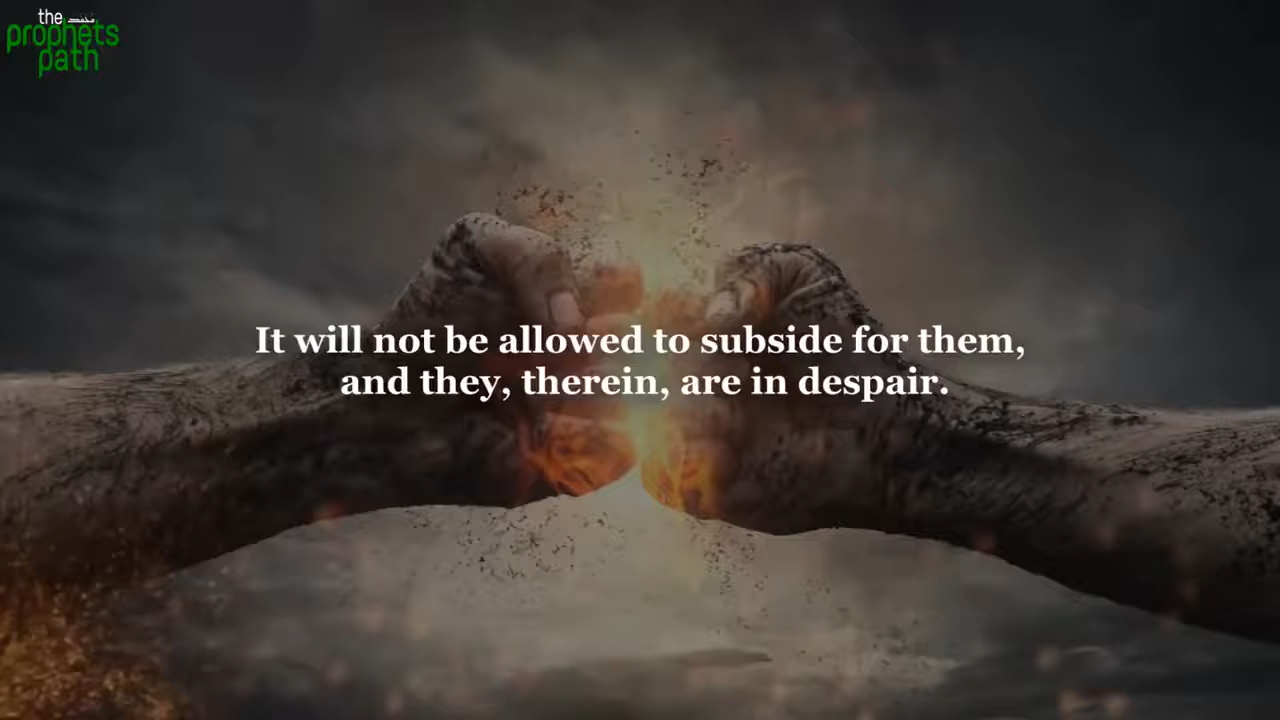 the
prophets
path
It will not be allowed to subside for them,
and they, therein, are in despair.